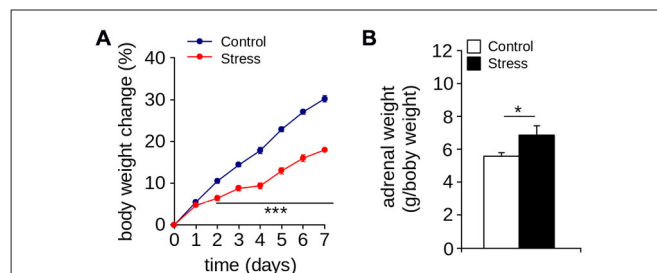 A
Control
Stress
body weight change (%)
40
30
20
10
0
***
0 1 2 3 4 5 6 7
time (days)
B
Control
Stress
adrenal weight
(g/boby weight)
12
10
8
6
4
2
0
*